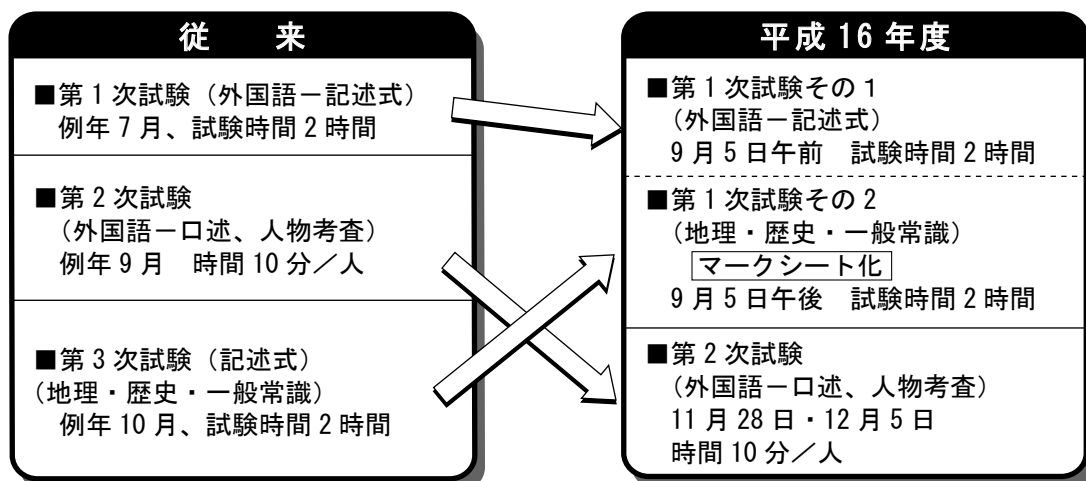 従 来
■第1次試験（外国語－記述式）
例年7月、試験時間2時間
■第2次試験
（外国語－口述、人物考査）
例年9月 時間10分／人
■第3次試験（記述式）
（地理・歴史・一般常識）
例年10月、試験時間2時間
平成16年度
■第1次試験その1
（外国語－記述式）
9月5日午前 試験時間2時間
■第1次試験その2
（地理・歴史・一般常識）
マークシート化
9月5日午後 試験時間2時間
■第2次試験
（外国語－口述、人物考査）
11月28日・12月5日
時間10分／人